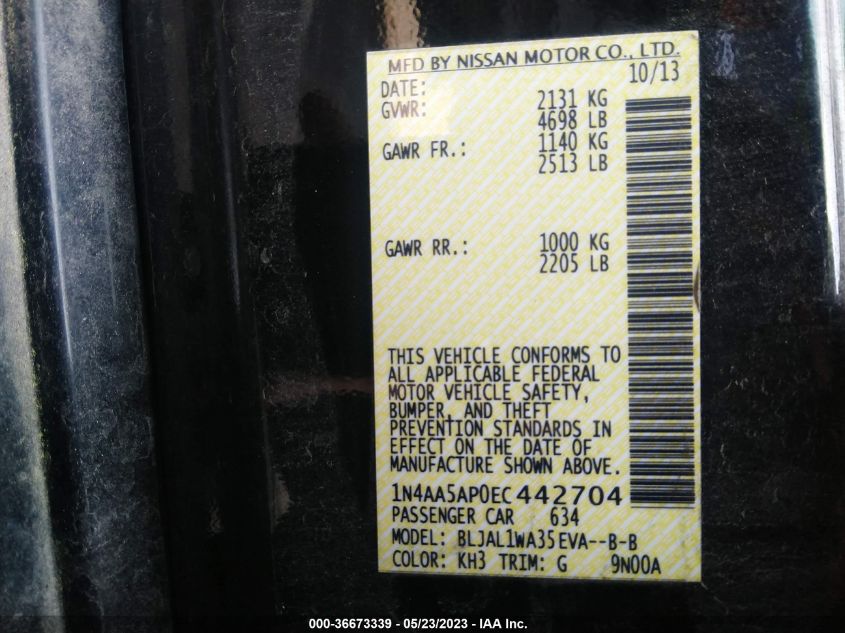 MFD BY NISSAN MOTOR CO., LTD.
DATE: 10/13
GVWR: 2131 KG
4698 LB
GAWR FR.: 1140 KG
2513 LB
GAWR RR.: 1000 KG
2205 LB
THIS VEHICLE CONFORMS TO
ALL APPLICABLE FEDERAL
MOTOR VEHICLE SAFETY,
BUMPER, AND THEFT
PREVENTION STANDARDS IN
EFFECT ON THE DATE OF
MANUFACTURE SHOWN ABOVE.
1N4AA5AP0EC442704
PASSENGER CAR 634
MODEL: BLJAL1WA35EVA--B-B
COLOR: KH3 TRIM: G 9N00A
000-36673339 - 05/23/2023 - IAA Inc.